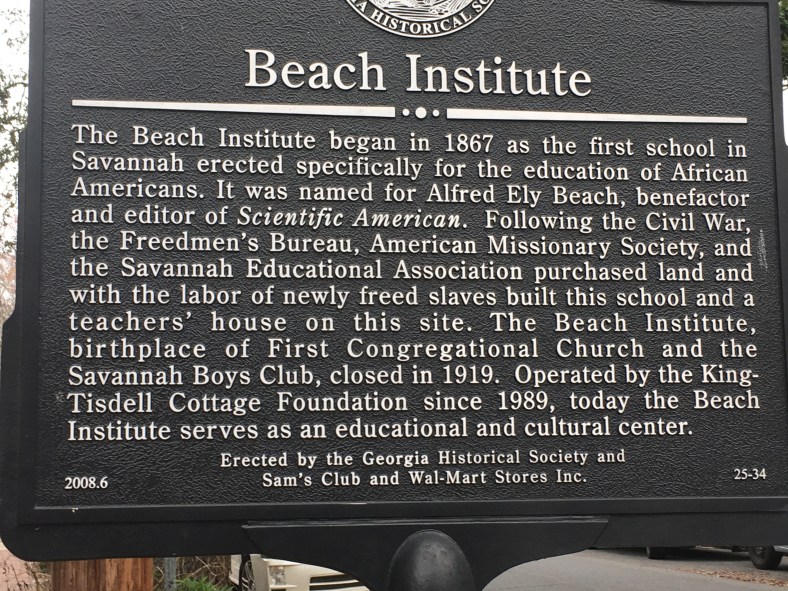 IA HISTORICAL SO
Beach Institute
The Beach Institute began in 1867 as the first school in
Savannah erected specifically for the education of African
Americans. It was named for Alfred Ely Beach, benefactor
and editor of Scientific American. Following the Civil War,
the Freedmen's Bureau, American Missionary Society, and
the Savannah Educational Association purchased land and
with the labor of newly freed slaves built this school and a
teachers' house on this site. The Beach Institute,
birthplace of First Congregational Church and the
Savannah Boys Club, closed in 1919. Operated by the King-
Tisdell Cottage Foundation since 1989, today the Beach
Institute serves as an educational and cultural center.
Erected by the Georgia Historical Society and
Sam's Club and Wal-Mart Stores Inc.
2008.6
25-34